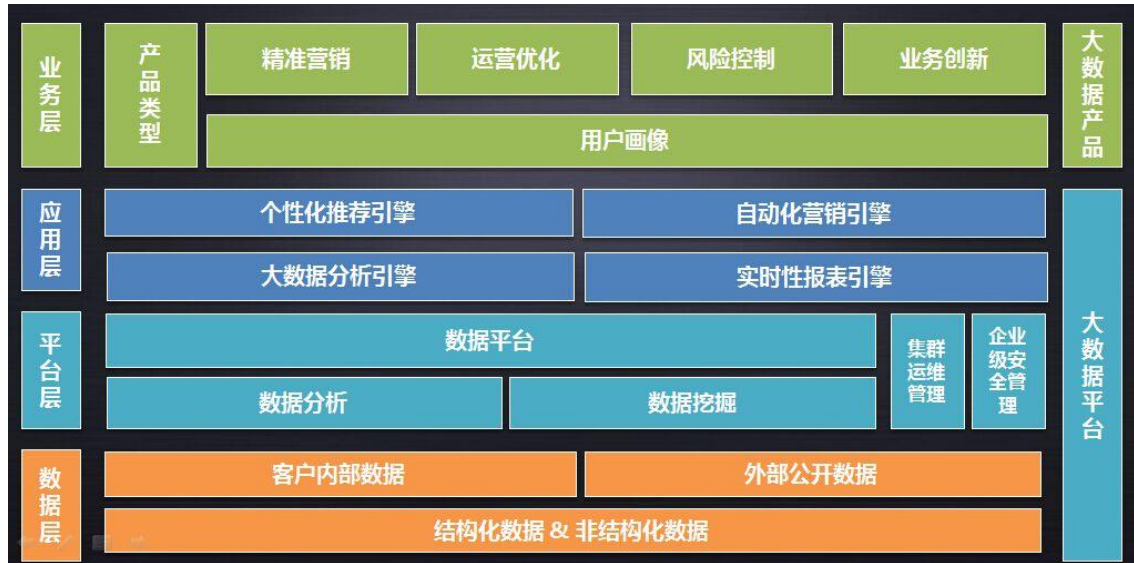 业务层
产品类型
精准营销
运营优化
风险控制
业务创新
用户画像
大数据产品
应用层
个性化推荐引擎
自动化营销引擎
大数据分析引擎
实时性报表引擎
平台层
数据平台
数据分析
数据挖掘
集群
运维
管理
企业
级安
全管
理
大数据平台
数据层
客户内部数据
外部公开数据
结构化数据 & 非结构化数据